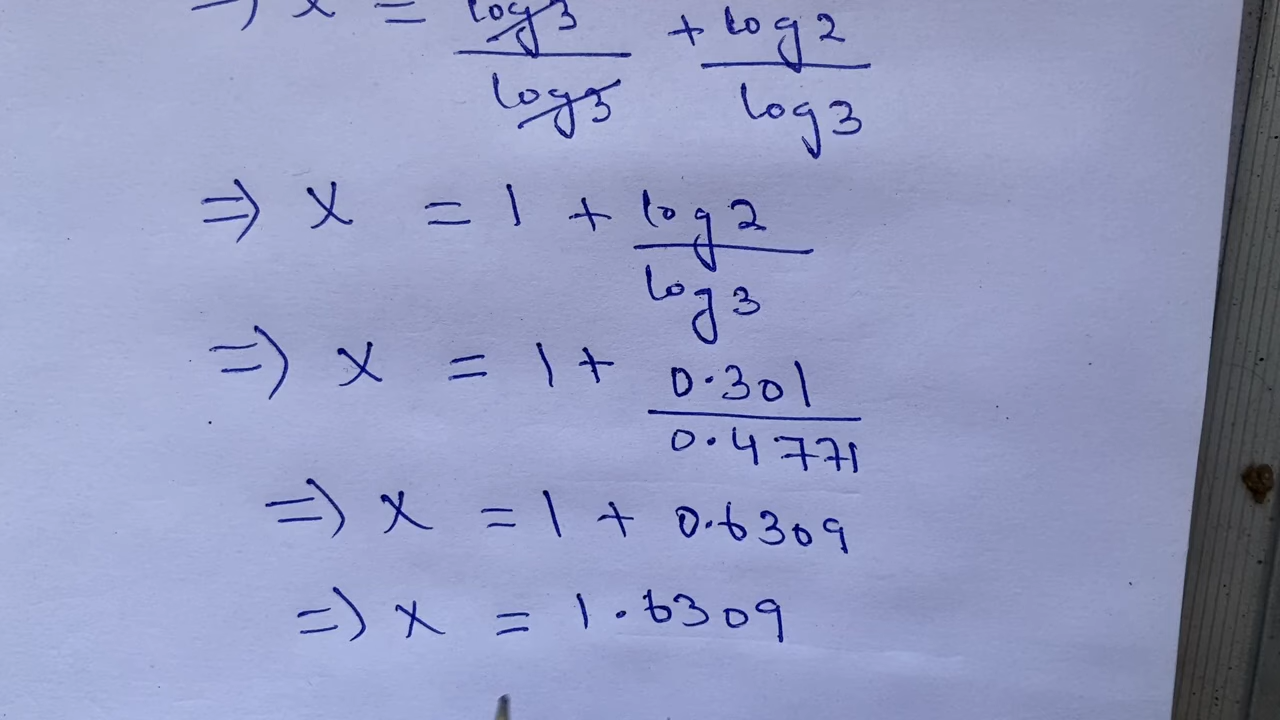 ⇒ x = log3/log3 + log2/log3
⇒ x = 1 + log2/log3
⇒ x = 1 + 0.301/0.4771
⇒ x = 1 + 0.6309
⇒ x = 1.6309